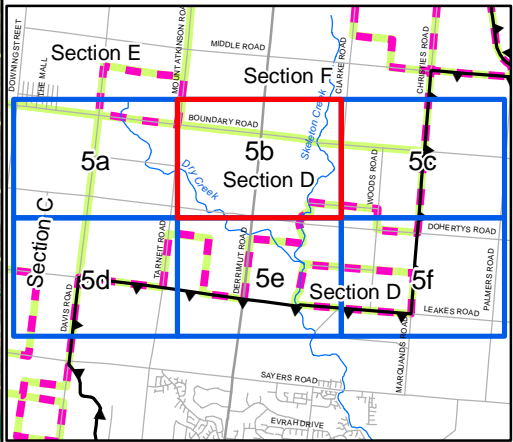 DOWNING STREET
THE MALL
Section E
MOUNT ATKINSON RO
MIDDLE ROAD
Section F
CLARKE ROAD
CHRISTIES ROAD
BOUNDARY ROAD
Skeleton Creek
5a
5b
5c
Dry Creek
Section D
WOODS ROAD
Section C
TARNEIT ROAD
DERRIMUT ROAD
DOHERTYS ROAD
PALMERS ROAD
5d
5e
5f
Section D
DAVIS ROAD
LEAKES ROAD
MARQUANDS ROAD
SAYERS ROAD
EVRAH DRIVE